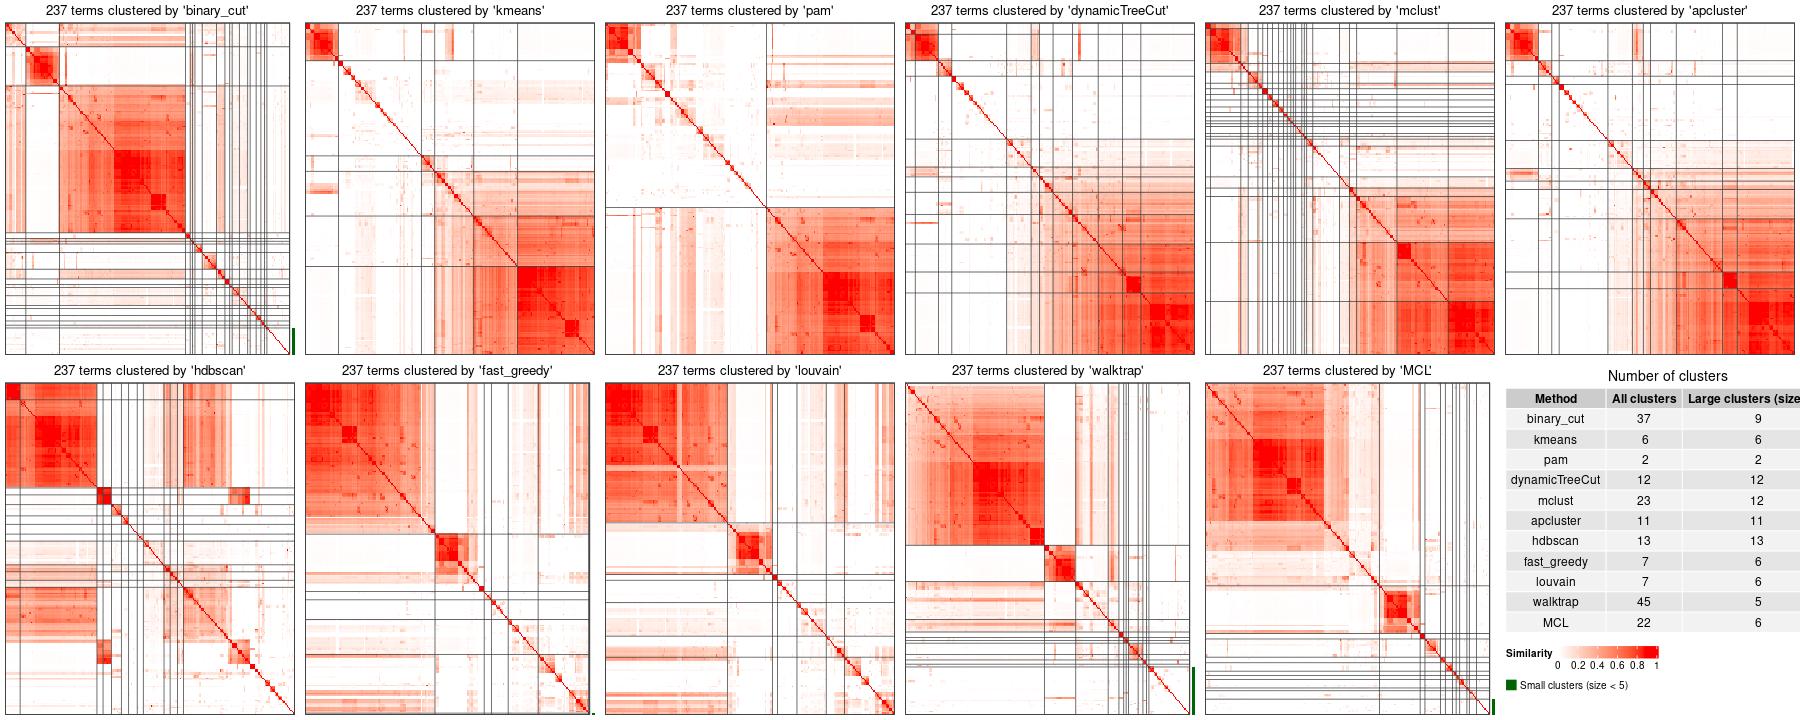 237 terms clustered by 'binary_cut'
237 terms clustered by 'kmeans'
237 terms clustered by 'pam'
237 terms clustered by 'dynamicTreeCut'
237 terms clustered by 'mclust'
237 terms clustered by 'apcluster'
237 terms clustered by 'hdbscan'
237 terms clustered by 'fast_greedy'
237 terms clustered by 'louvain'
237 terms clustered by 'walktrap'
237 terms clustered by 'MCL'
Number of clusters
Method All clusters Large clusters (size
binary_cut 37 9
kmeans 6 6
pam 2 2
dynamicTreeCut 12 12
mclust 23 12
apcluster 11 11
hdbscan 13 13
fast_greedy 7 6
louvain 7 6
walktrap 45 5
MCL 22 6
Similarity
0 0.2 0.4 0.6 0.8 1
Small clusters (size < 5)